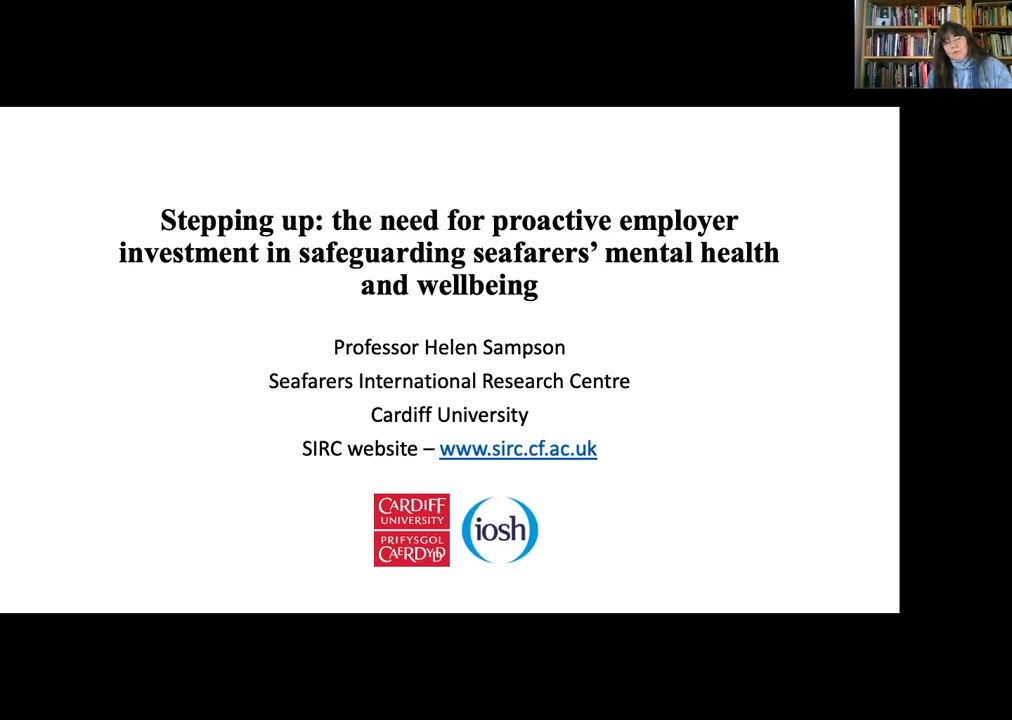 Stepping up: the need for proactive employer
investment in safeguarding seafarers’ mental health
and wellbeing
Professor Helen Sampson
Seafarers International Research Centre
Cardiff University
SIRC website – www.sirc.cf.ac.uk
CARDIFF
UNIVERSITY
PRIFYSGOL
CAERDYDD
iosh